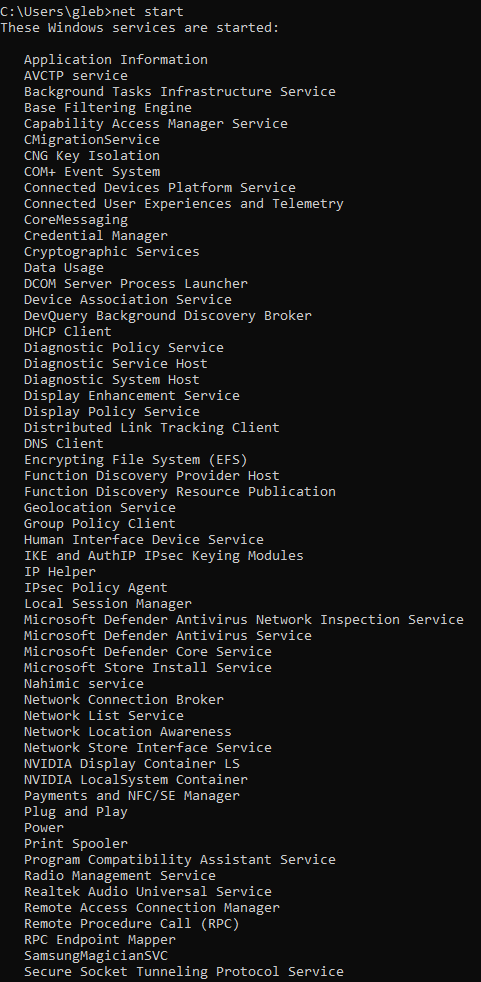 C:\Users\gleb>net start
These Windows services are started:
Application Information
AVCTP service
Background Tasks Infrastructure Service
Base Filtering Engine
Capability Access Manager Service
CMigrationService
CNG Key Isolation
COM+ Event System
Connected Devices Platform Service
Connected User Experiences and Telemetry
CoreMessaging
Credential Manager
Cryptographic Services
Data Usage
DCOM Server Process Launcher
Device Association Service
DevQuery Background Discovery Broker
DHCP Client
Diagnostic Policy Service
Diagnostic Service Host
Diagnostic System Host
Display Enhancement Service
Display Policy Service
Distributed Link Tracking Client
DNS Client
Encrypting File System (EFS)
Function Discovery Provider Host
Function Discovery Resource Publication
Geolocation Service
Group Policy Client
Human Interface Device Service
IKE and AuthIP IPsec Keying Modules
IP Helper
IPsec Policy Agent
Local Session Manager
Microsoft Defender Antivirus Network Inspection Service
Microsoft Defender Antivirus Service
Microsoft Defender Core Service
Microsoft Store Install Service
Nahimic service
Network Connection Broker
Network List Service
Network Location Awareness
Network Store Interface Service
NVIDIA Display Container LS
NVIDIA LocalSystem Container
Payments and NFC/SE Manager
Plug and Play
Power
Print Spooler
Program Compatibility Assistant Service
Radio Management Service
Realtek Audio Universal Service
Remote Access Connection Manager
Remote Procedure Call (RPC)
RPC Endpoint Mapper
SamsungMagicianSVC
Secure Socket Tunneling Protocol Service